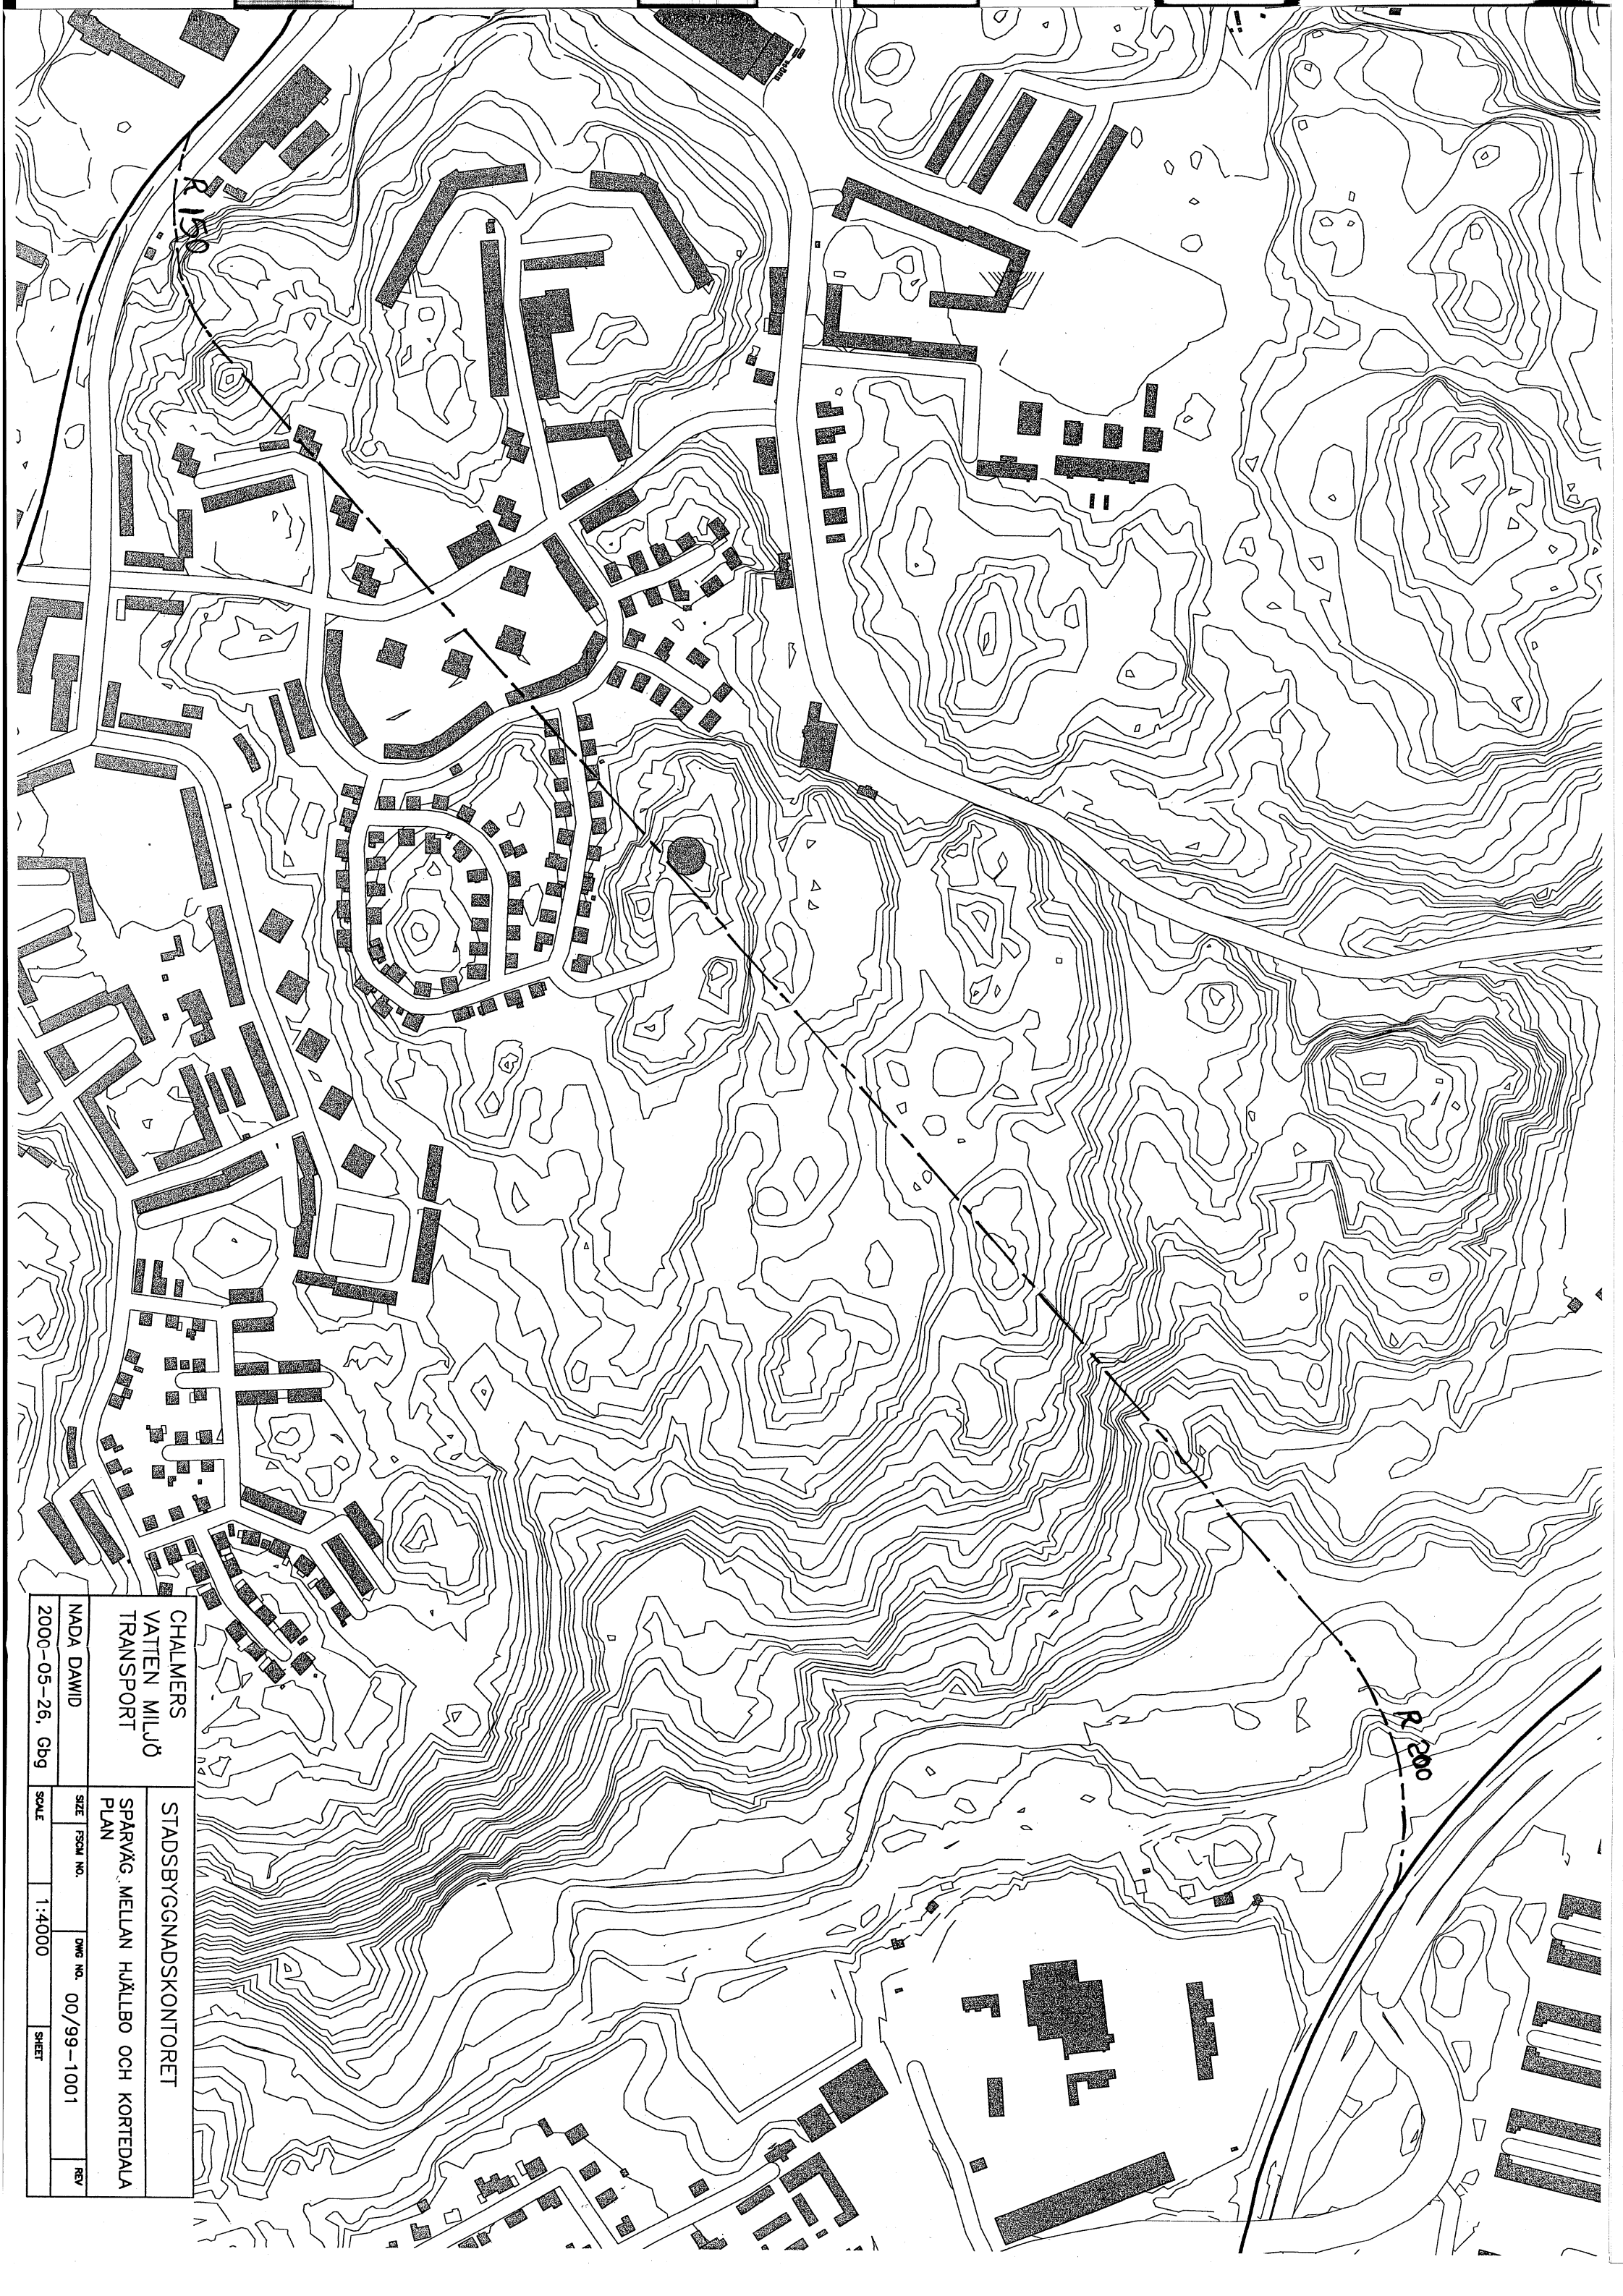 R 150
R 200
CHALMERS
VATTEN MILJÖ
TRANSPORT
NADA DAWID
2000-05-26, Gbg
STADSBYGGNADSKONTORET
SPÅRVÄG MELLAN HJÄLLBO OCH KORTEDALA
PLAN
SIZE FSCM NO. DWG NO. 00/99-1001 REV
SCALE 1:4000 SHEET